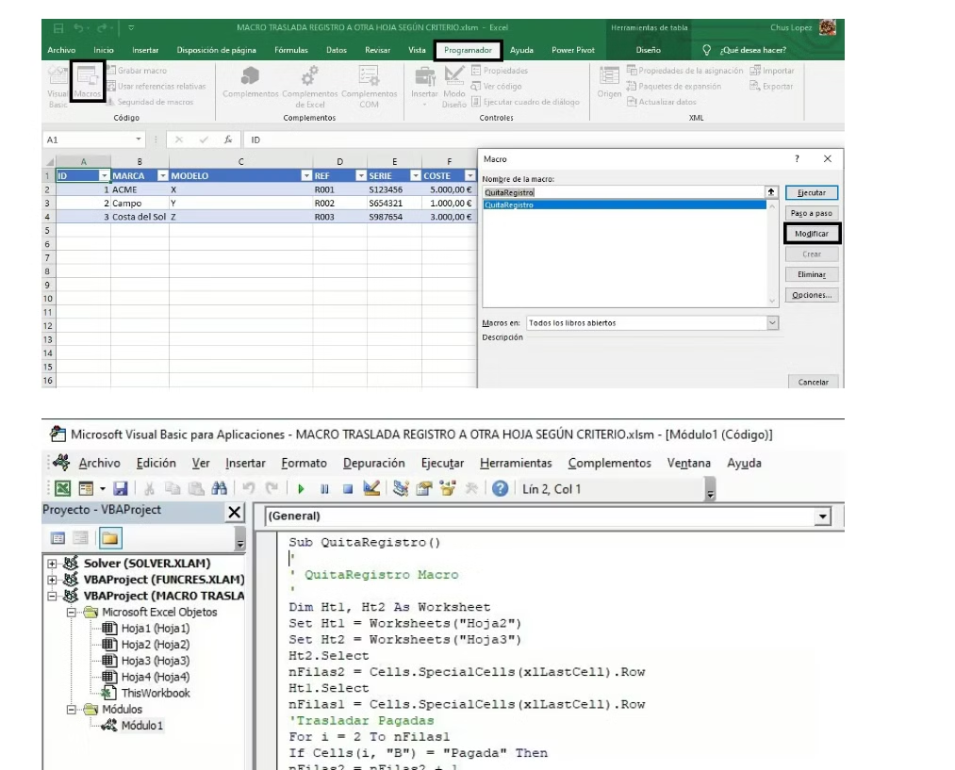 MACRO TRASLADA REGISTRO A OTRA HOJA SEGÚN CRITERIO.xlsm - Excel
Herramientas de tabla
Chus Lopez
Archivo Inicio Insertar Disposición de página Fórmulas Datos Revisar Vista Programador Ayuda Power Pivot Diseño ¿Qué desea hacer?
Visual Basic
Macros
Grabar macro
Usar referencias relativas
Seguridad de macros
Código
Complementos
Complementos de Excel
Complementos COM
Complementos
Insertar
Modo Diseño
Propiedades
Ver código
Ejecutar cuadro de diálogo
Controles
Origen
Propiedades de la asignación
Paquetes de expansión
Actualizar datos
Importar
Exportar
XML
A1 fx ID
A B C D E F
1 ID MARCA MODELO REF SERIE COSTE
2 1 ACME X R001 S123456 5.000,00 €
3 2 Campo Y R002 S654321 1.000,00 €
4 3 Costa del Sol Z R003 S987654 3.000,00 €
5
6
7
8
9
10
11
12
13
14
15
16
Macro ? X
Nombre de la macro:
QuitaRegistro
QuitaRegistro
Ejecutar
Paso a paso
Modificar
Crear
Eliminar
Opciones...
Macros en: Todos los libros abiertos
Descripción
Cancelar
Microsoft Visual Basic para Aplicaciones - MACRO TRASLADA REGISTRO A OTRA HOJA SEGÚN CRITERIO.xlsm - [Módulo1 (Código)]
Archivo Edición Ver Insertar Formato Depuración Ejecutar Herramientas Complementos Ventana Ayuda
Lín 2, Col 1
Proyecto - VBAProject X
(General)
Solver (SOLVER.XLAM)
VBAProject (FUNCRES.XLAM)
VBAProject (MACRO TRASLA
Microsoft Excel Objetos
Hoja1 (Hoja1)
Hoja2 (Hoja2)
Hoja3 (Hoja3)
Hoja4 (Hoja4)
ThisWorkbook
Módulos
Módulo1
Sub QuitaRegistro()
'
' QuitaRegistro Macro
'
Dim Ht1, Ht2 As Worksheet
Set Ht1 = Worksheets("Hoja2")
Set Ht2 = Worksheets("Hoja3")
Ht2.Select
nFilas2 = Cells.SpecialCells(xlLastCell).Row
Ht1.Select
nFilas1 = Cells.SpecialCells(xlLastCell).Row
'Trasladar Pagadas
For i = 2 To nFilas1
If Cells(i, "B") = "Pagada" Then
nFilas2 = nFilas2 + 1